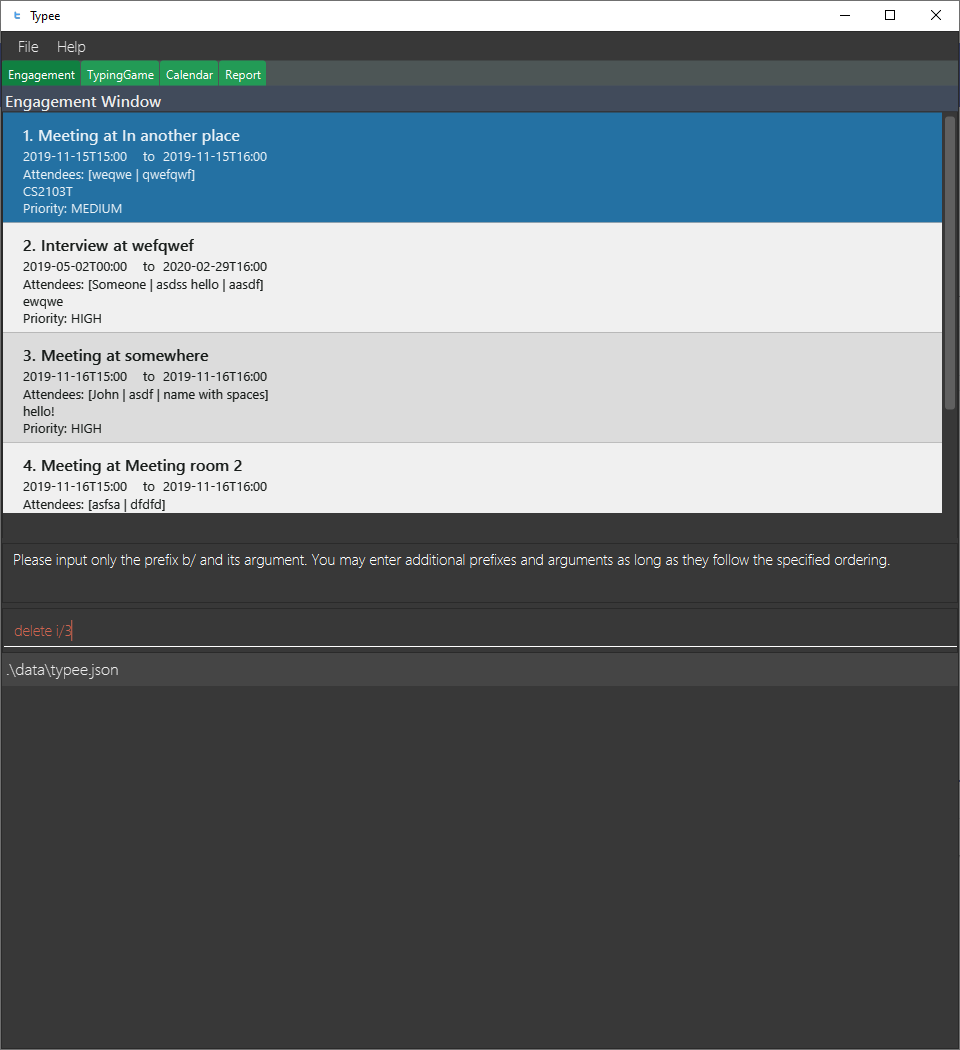 Typee
File Help
Engagement TypingGame Calendar Report
Engagement Window
1. Meeting at In another place
2019-11-15T15:00 to 2019-11-15T16:00
Attendees: [weqwe | qwefqwf]
CS2103T
Priority: MEDIUM
2. Interview at wefqwef
2019-05-02T00:00 to 2020-02-29T16:00
Attendees: [Someone | asdss hello | aasdf]
ewqwe
Priority: HIGH
3. Meeting at somewhere
2019-11-16T15:00 to 2019-11-16T16:00
Attendees: [John | asdf | name with spaces]
hello!
Priority: HIGH
4. Meeting at Meeting room 2
2019-11-16T15:00 to 2019-11-16T16:00
Attendees: [asfsa | dfdfd]
Please input only the prefix b/ and its argument. You may enter additional prefixes and arguments as long as they follow the specified ordering.
delete i/3
.\data\typee.json